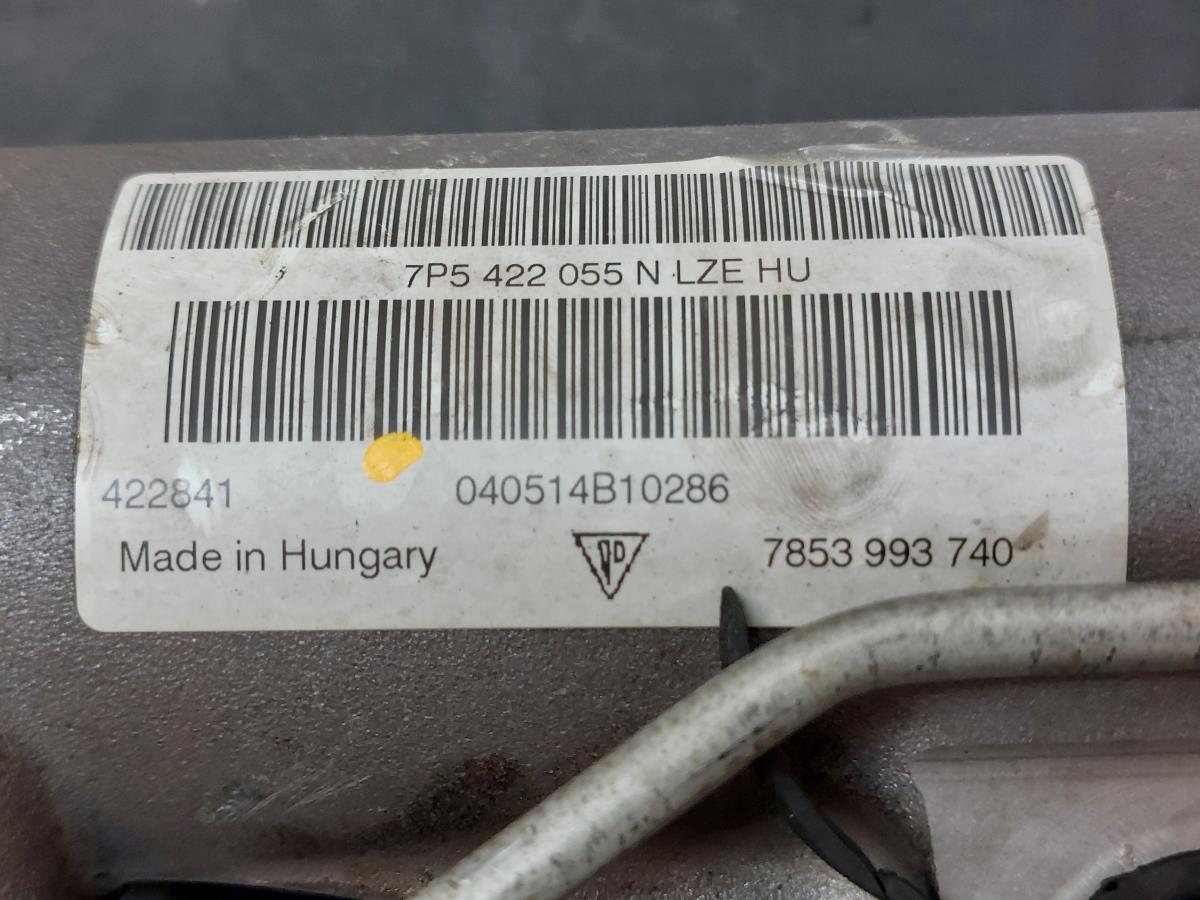 7P5 422 055 N LZE HU
422841 040514B10286
Made in Hungary 7853 993 740